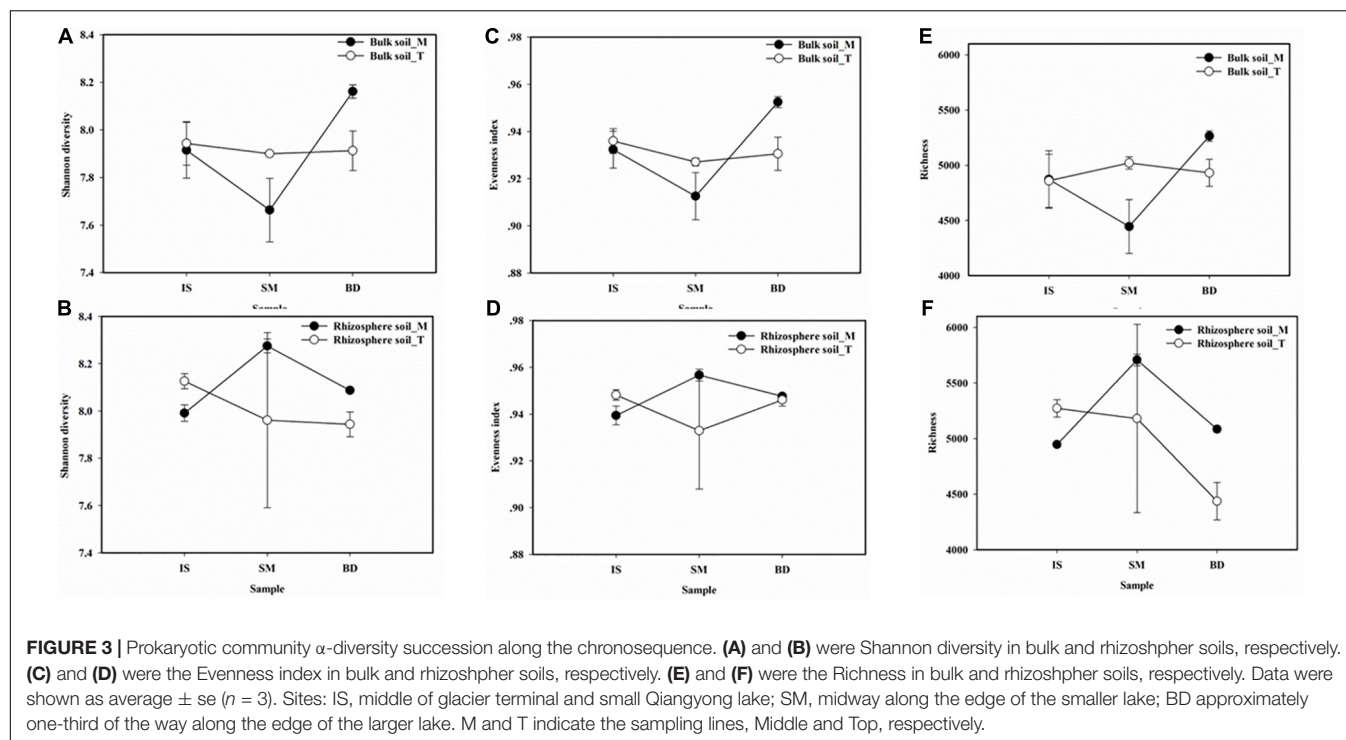 A
8.4
8.2
8.0
7.8
7.6
7.4
Shannon diversity
Bulk soil_M
Bulk soil_T
IS SM BD
C
.98
.96
.94
.92
.90
.88
Evenness index
Bulk soil_M
Bulk soil_T
IS SM BD
E
6000
5500
5000
4500
4000
Richness
Bulk soil_M
Bulk soil_T
IS SM BD
B
8.4
8.2
8.0
7.8
7.6
7.4
Shannon diversity
Rhizosphere soil_M
Rhizosphere soil_T
IS SM BD
Sample
D
.98
.96
.94
.92
.90
.88
Evenness index
Rhizosphere soil_M
Rhizosphere soil_T
IS SM BD
Sample
F
6000
5500
5000
4500
4000
Richness
Rhizosphere soil_M
Rhizosphere soil_T
IS SM BD
Sample
FIGURE 3 | Prokaryotic community α-diversity succession along the chronosequence. (A) and (B) were Shannon diversity in bulk and rhizoshpher soils, respectively.
(C) and (D) were the Evenness index in bulk and rhizoshpher soils, respectively. (E) and (F) were the Richness in bulk and rhizoshpher soils, respectively. Data were
shown as average ± se (n = 3). Sites: IS, middle of glacier terminal and small Qiangyong lake; SM, midway along the edge of the smaller lake; BD approximately
one-third of the way along the edge of the larger lake. M and T indicate the sampling lines, Middle and Top, respectively.